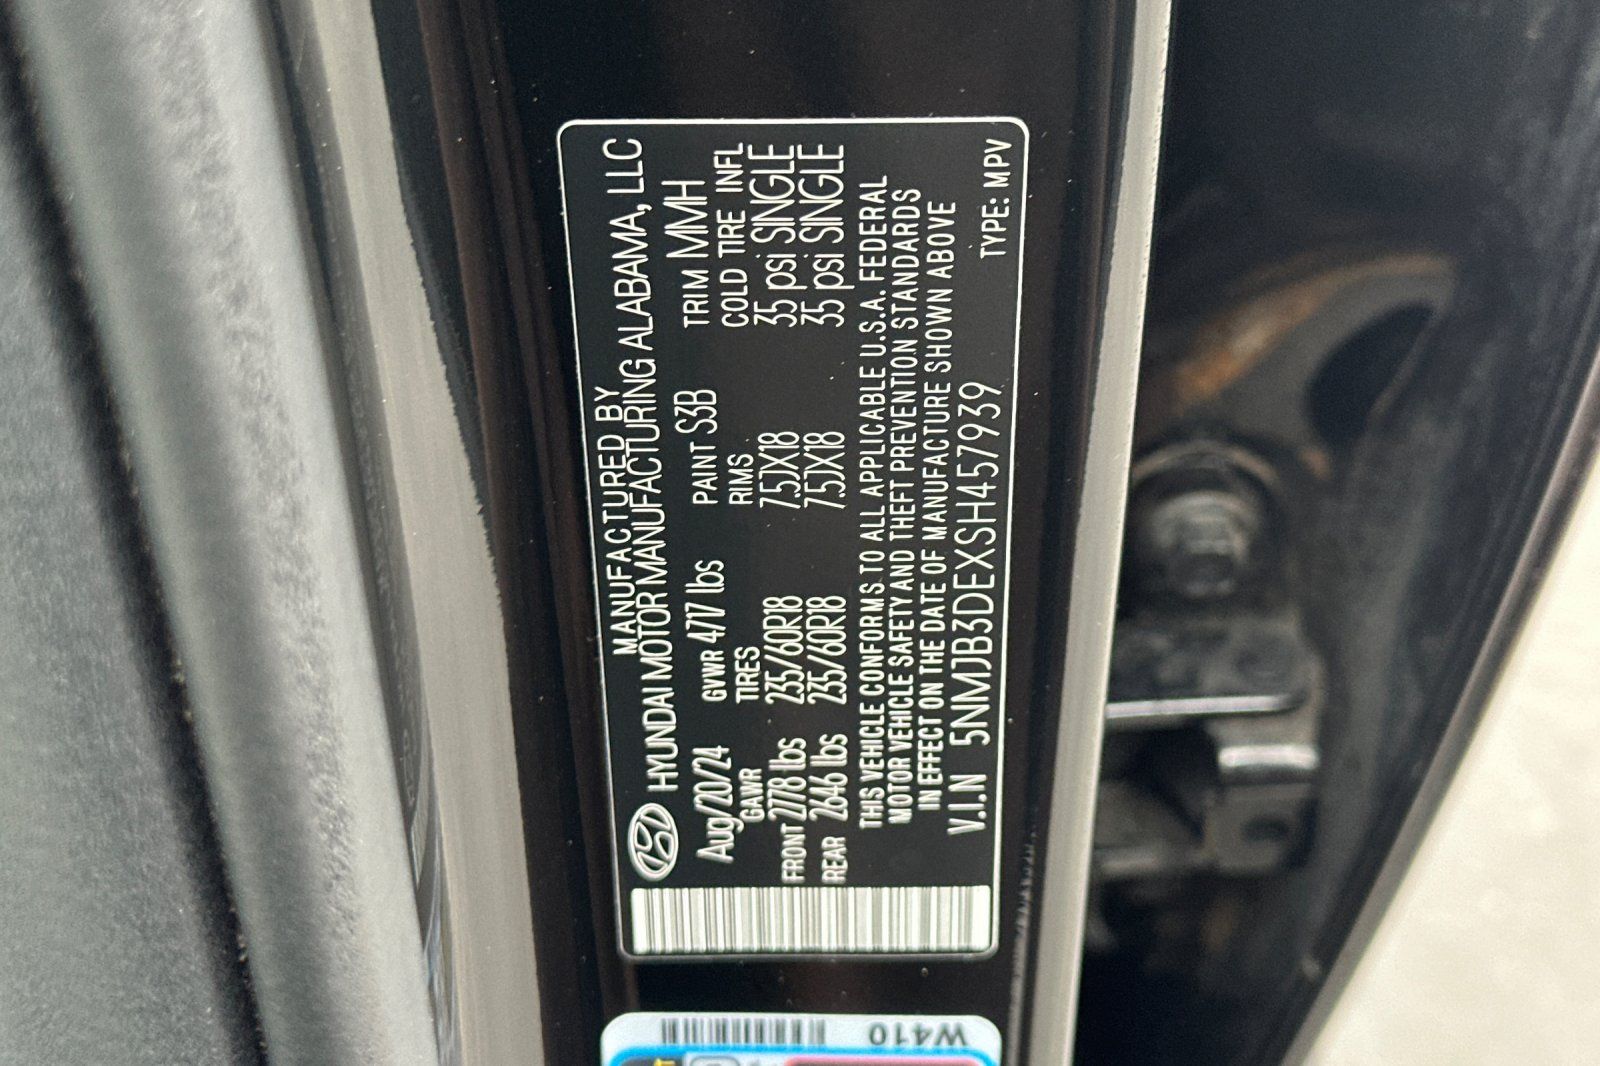 MANUFACTURED BY
HYUNDAI MOTOR MANUFACTURING ALABAMA, LLC
Aug/20/24 GVWR 4717 lbs PAINT S3B TRIM MMH
GAWR TIRES RIMS COLD TIRE INFL
FRONT 2778 lbs 235/60R18 7.5JX18 35 psi SINGLE
REAR 2646 lbs 235/60R18 7.5JX18 35 psi SINGLE
THIS VEHICLE CONFORMS TO ALL APPLICABLE U.S.A. FEDERAL
MOTOR VEHICLE SAFETY AND THEFT PREVENTION STANDARDS
IN EFFECT ON THE DATE OF MANUFACTURE SHOWN ABOVE
V.I.N 5NMJB3DEXSH457939 TYPE: MPV
W410